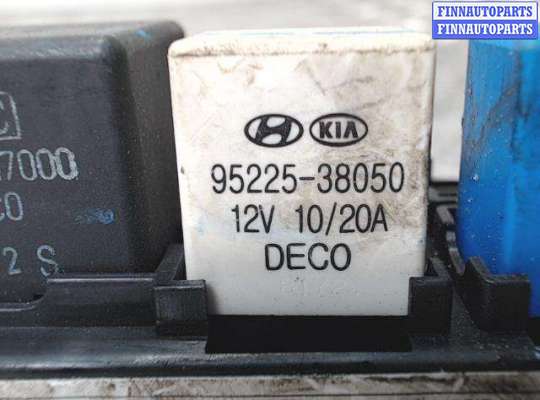 FINNAUTOPARTS
FINNAUTOPARTS
C
7000
CO
2 S
KIA
95225-38050
12V 10/20A
DECO